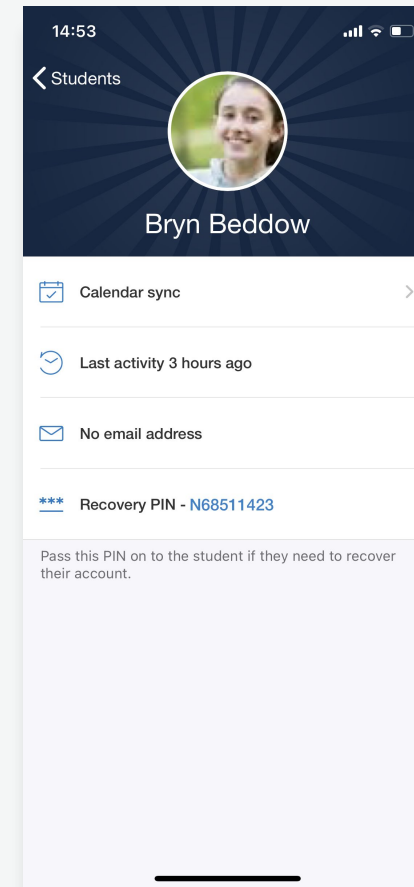 14:53
Students
Bryn Beddow
Calendar sync
Last activity 3 hours ago
No email address
*** Recovery PIN - N68511423
Pass this PIN on to the student if they need to recover
their account.